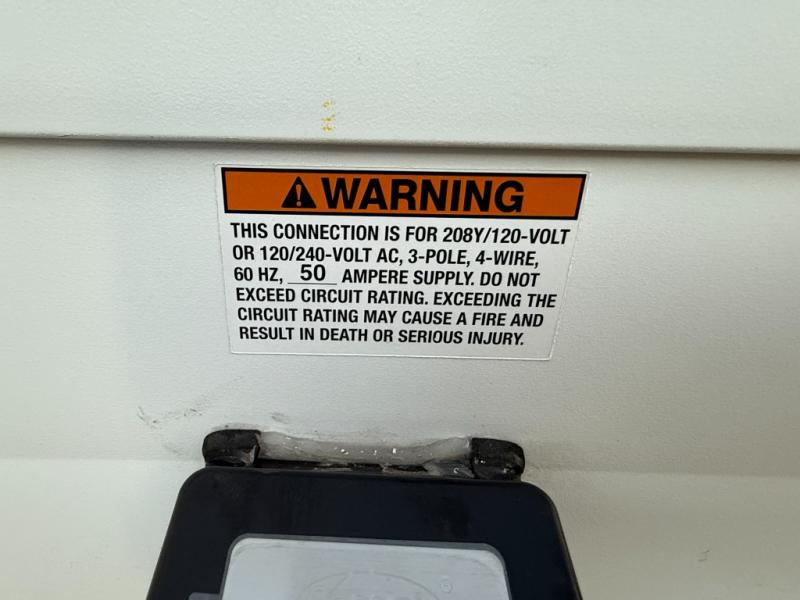 WARNING
THIS CONNECTION IS FOR 208Y/120-VOLT
OR 120/240-VOLT AC, 3-POLE, 4-WIRE,
60 HZ, 50 AMPERE SUPPLY. DO NOT
EXCEED CIRCUIT RATING. EXCEEDING THE
CIRCUIT RATING MAY CAUSE A FIRE AND
RESULT IN DEATH OR SERIOUS INJURY.